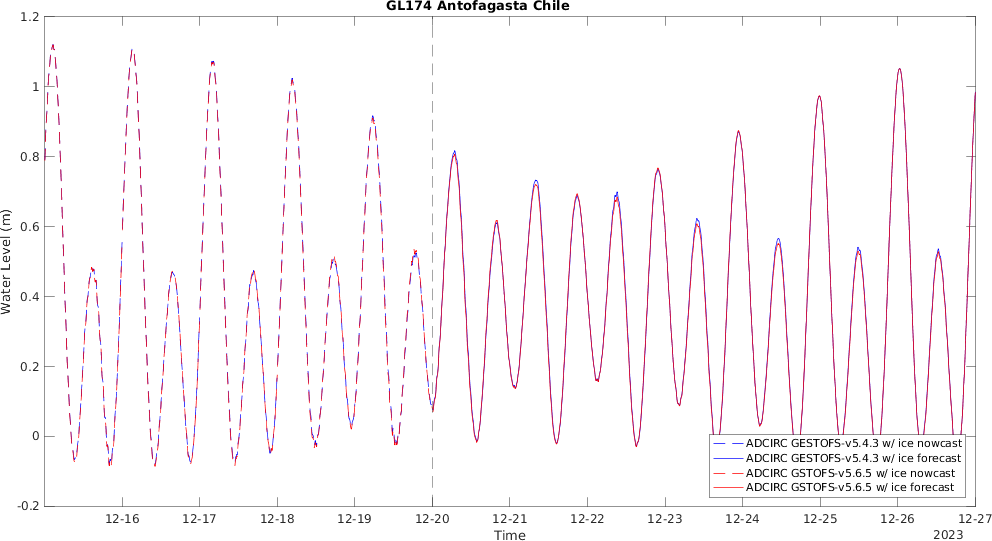 GL174 Antofagasta Chile
1.2
1
0.8
0.6
0.4
0.2
0
-0.2
Water Level (m)
12-16 12-17 12-18 12-19 12-20 12-21 12-22 12-23 12-24 12-25 12-26 12-27
Time
2023
ADCIRC GESTOFS-v5.4.3 w/ ice nowcast
ADCIRC GESTOFS-v5.4.3 w/ ice forecast
ADCIRC GSTOFS-v5.6.5 w/ ice nowcast
ADCIRC GSTOFS-v5.6.5 w/ ice forecast